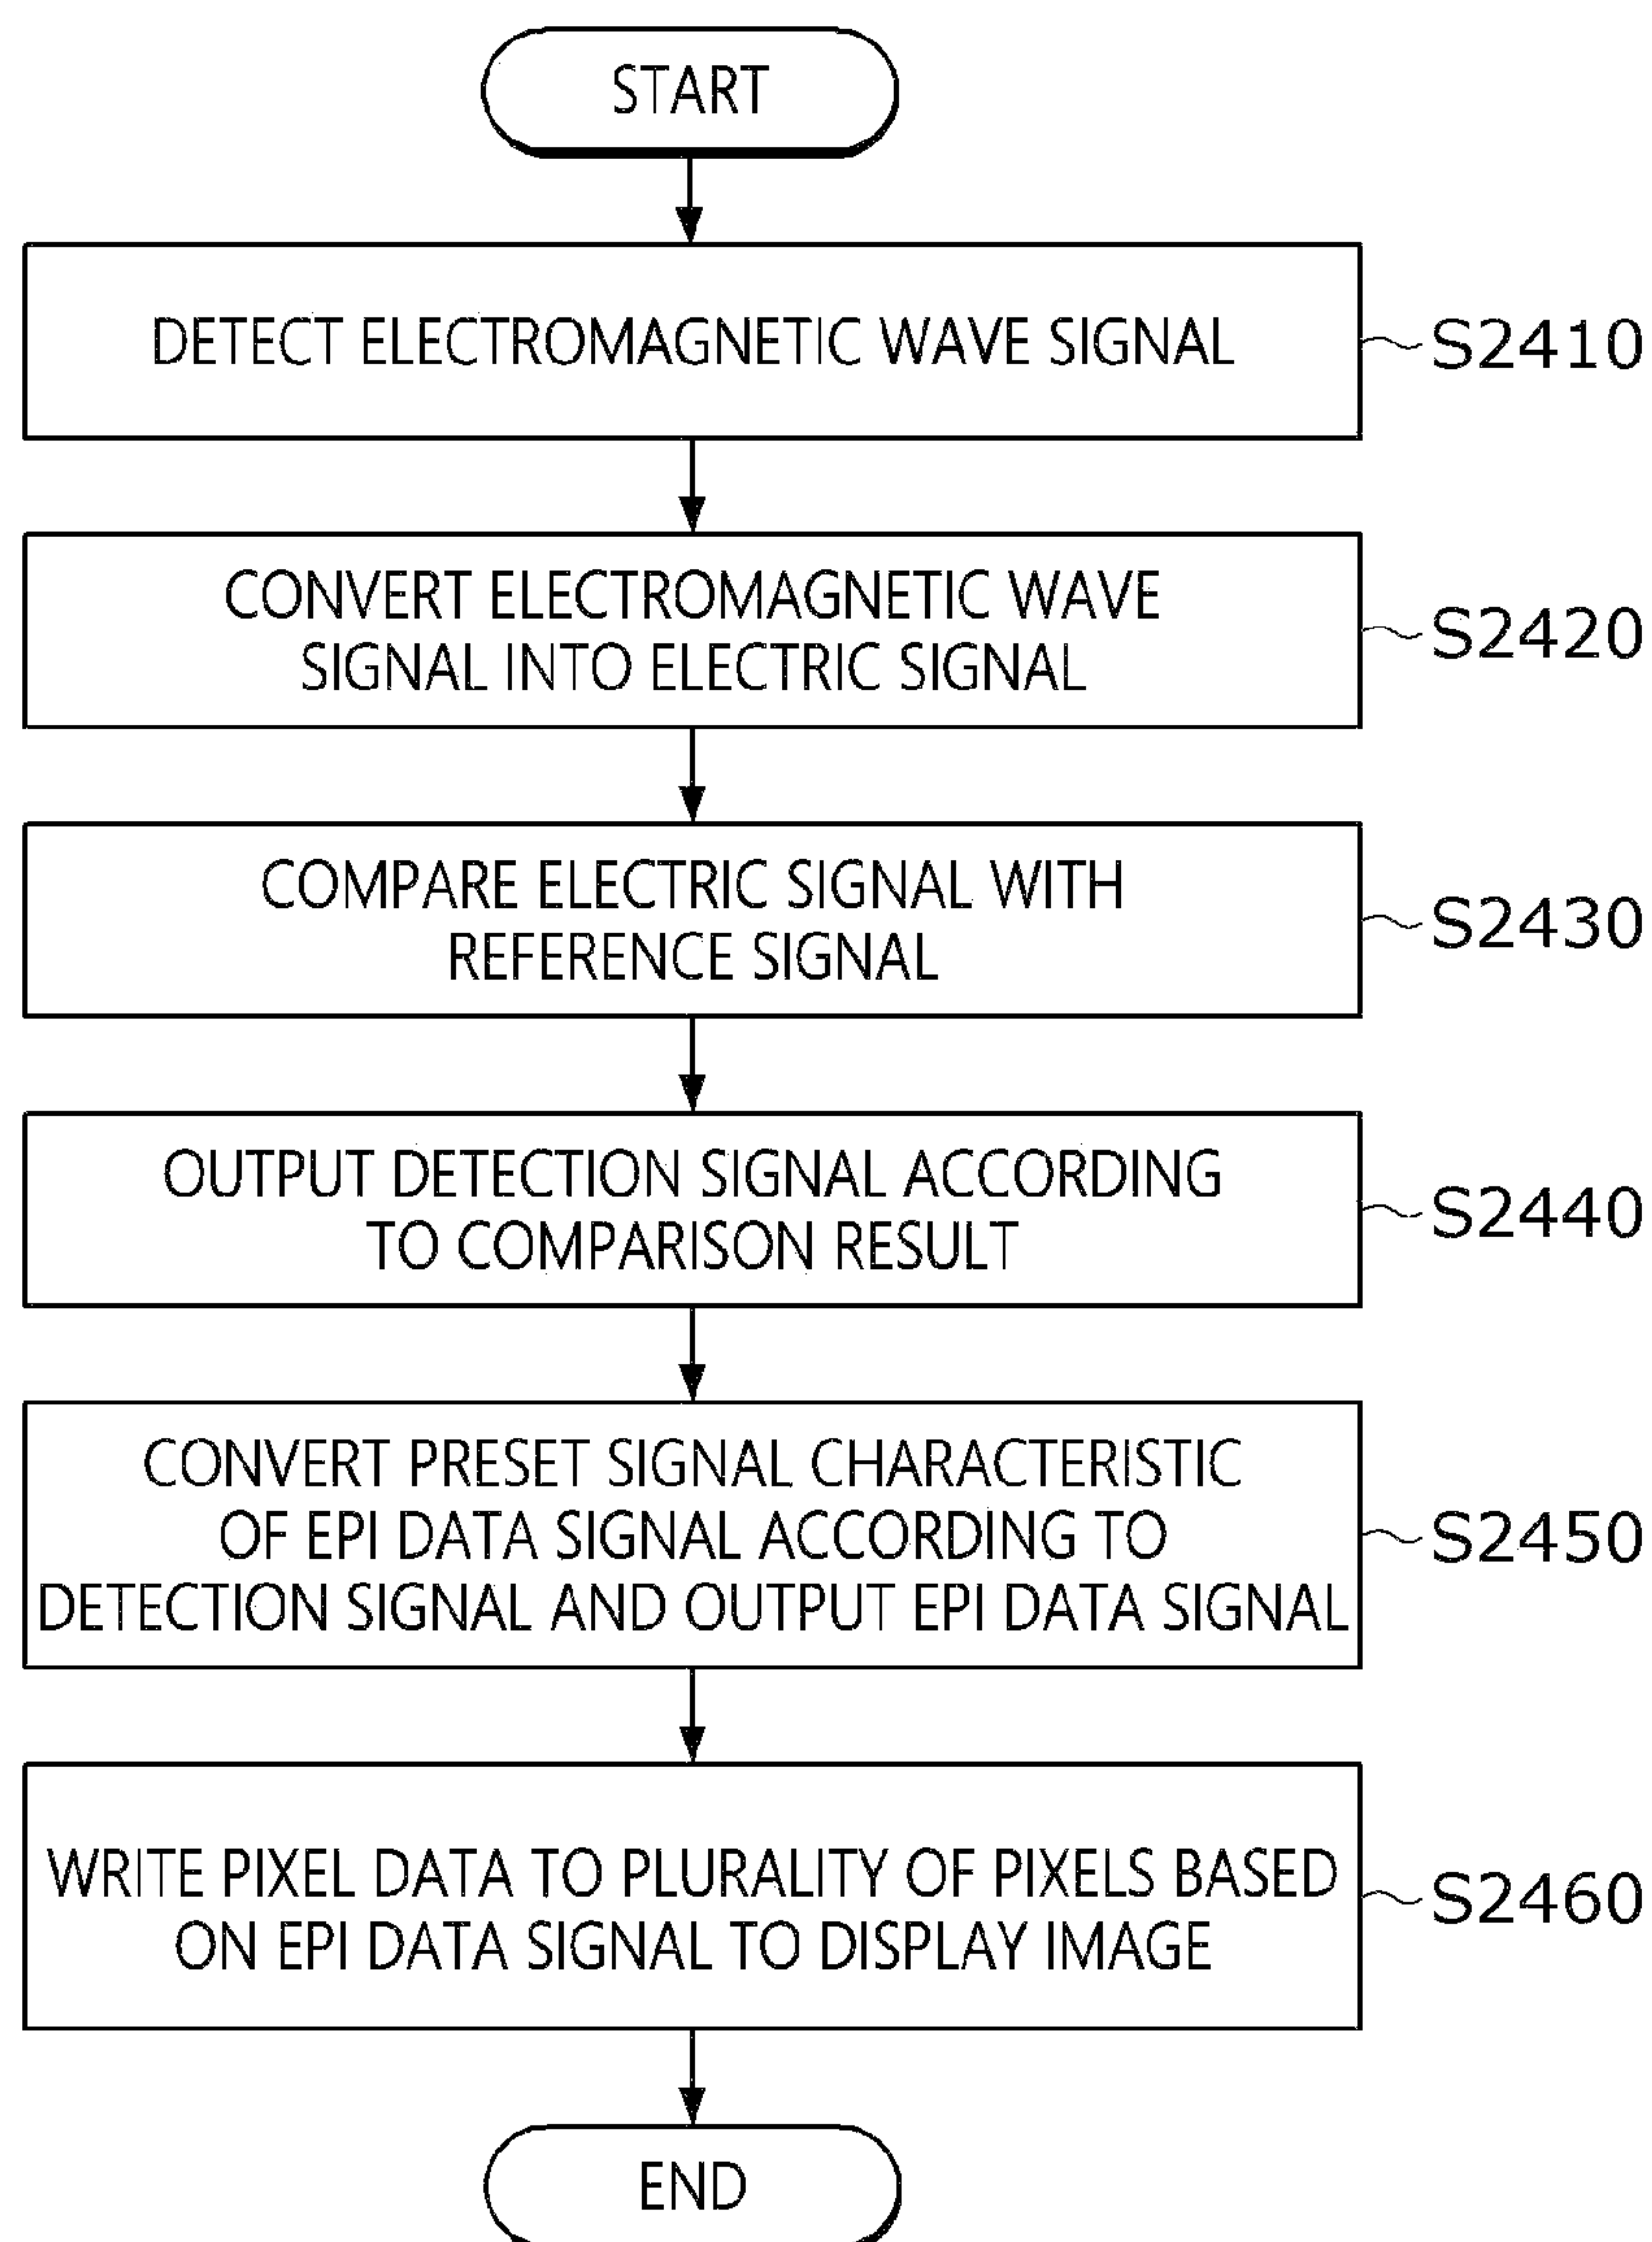 START
DETECT ELECTROMAGNETIC WAVE SIGNAL
S2410
CONVERT ELECTROMAGNETIC WAVE
SIGNAL INTO ELECTRIC SIGNAL
S2420
COMPARE ELECTRIC SIGNAL WITH
REFERENCE SIGNAL
S2430
OUTPUT DETECTION SIGNAL ACCORDING
TO COMPARISON RESULT
S2440
CONVERT PRESET SIGNAL CHARACTERISTIC
OF EPI DATA SIGNAL ACCORDING TO
DETECTION SIGNAL AND OUTPUT EPI DATA SIGNAL
S2450
WRITE PIXEL DATA TO PLURALITY OF PIXELS BASED
ON EPI DATA SIGNAL TO DISPLAY IMAGE
S2460
END